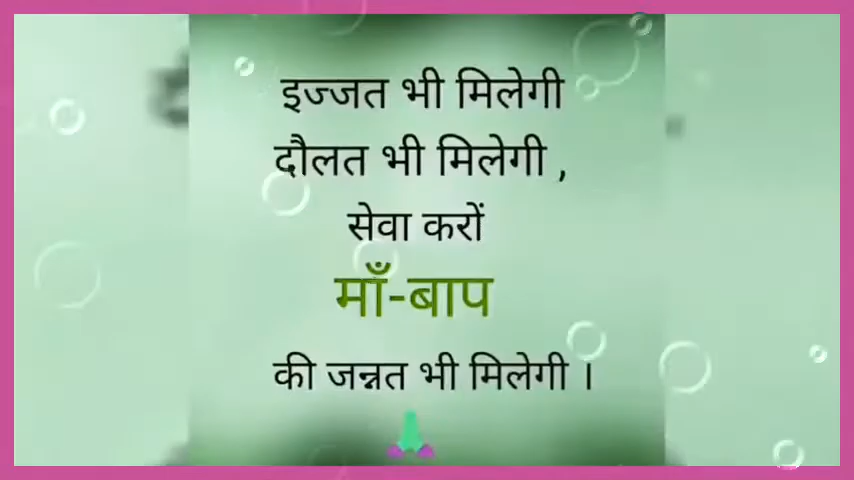 इज्जत भी मिलेगी
दौलत भी मिलेगी ,
सेवा करों
माँ-बाप
की जन्नत भी मिलेगी ।